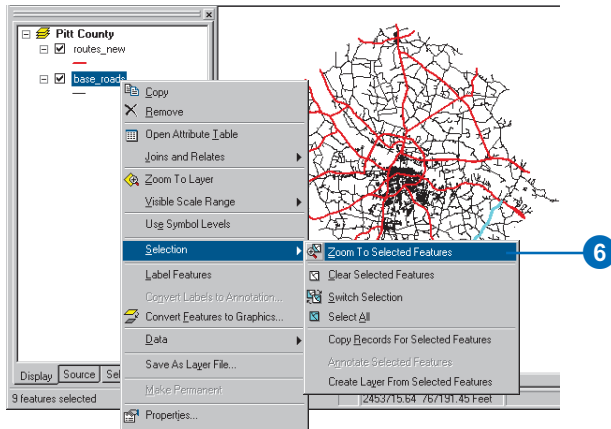 Pitt County
routes_new
base_roads
Copy
Remove
Open Attribute Table
Joins and Relates
Zoom To Layer
Visible Scale Range
Use Symbol Levels
Selection
Label Features
Convert Labels to Annotation...
Convert Features to Graphics...
Data
Save As Layer File...
Make Permanent
Properties...
Zoom To Selected Features
Clear Selected Features
Switch Selection
Select All
Copy Records For Selected Features
Annotate Selected Features
Create Layer From Selected Features
6
Display Source Sel
9 features selected
2453715.64 767191.45 Feet